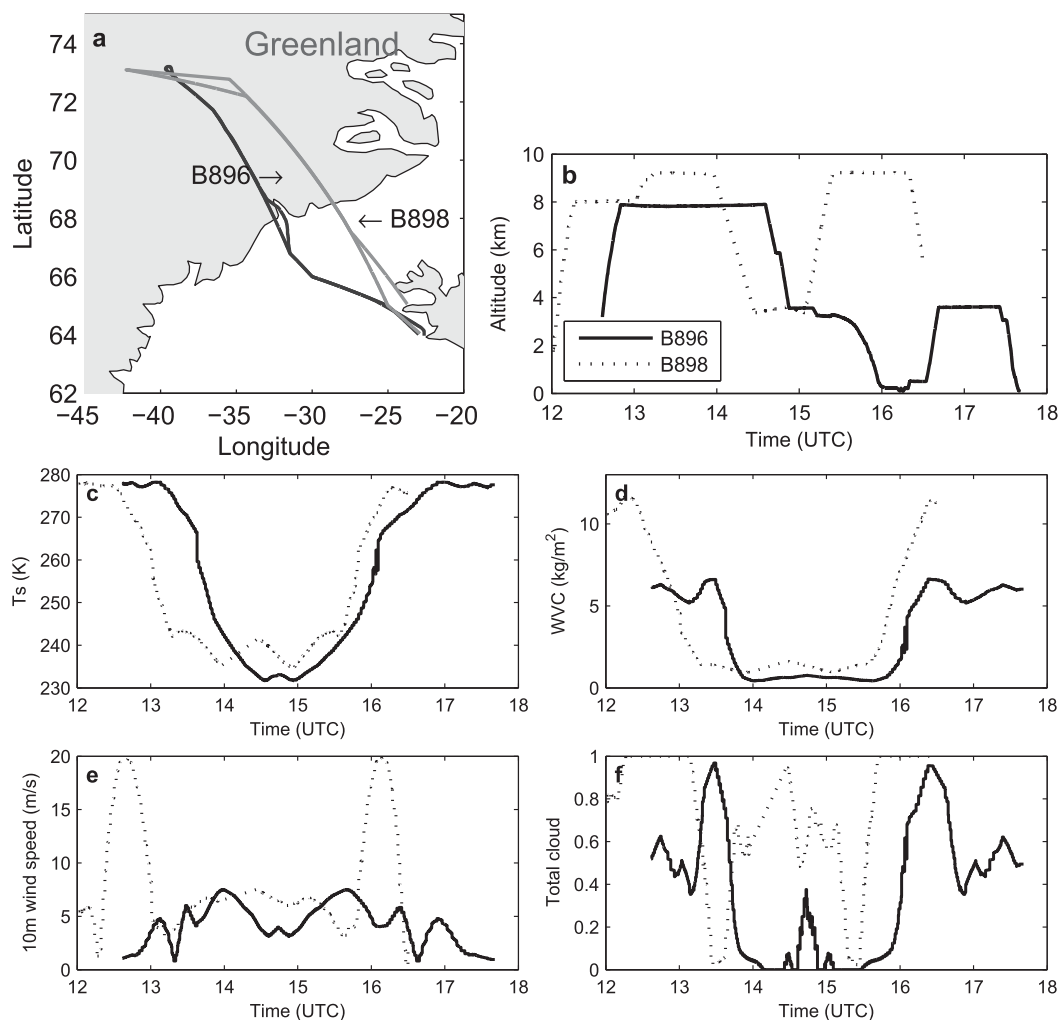 a
Greenland
B896 →
← B898
74
72
70
68
66
64
62
Latitude
−45 −40 −35 −30 −25 −20
Longitude
b
10
8
6
4
2
0
Altitude (km)
B896
B898
12 13 14 15 16 17 18
Time (UTC)
c
280
270
260
250
240
230
Ts (K)
12 13 14 15 16 17 18
Time (UTC)
d
10
5
0
WVC (kg/m²)
12 13 14 15 16 17 18
Time (UTC)
e
20
15
10
5
0
10m wind speed (m/s)
12 13 14 15 16 17 18
Time (UTC)
f
1
0.8
0.6
0.4
0.2
0
Total cloud
12 13 14 15 16 17 18
Time (UTC)